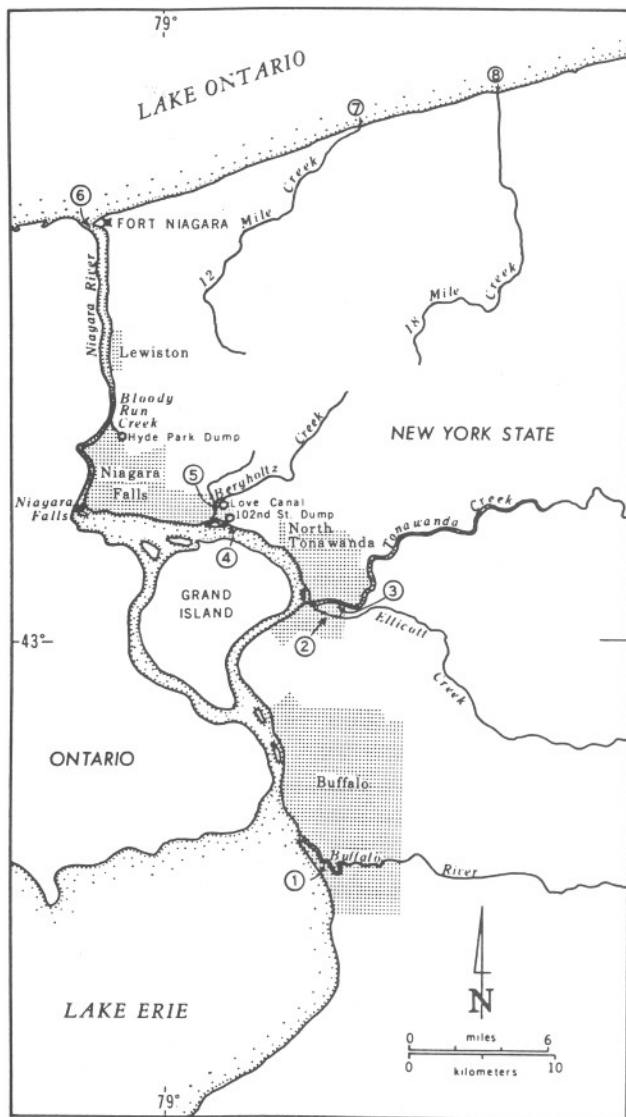 79°
LAKE ONTARIO
8
7
6
FORT NIAGARA
12 Mile Creek
18 Mile Creek
Niagara River
Lewiston
Bloody
Run
Creek
Hyde Park Dump
NEW YORK STATE
Niagara
Falls
5
Bergholtz Creek
Love Canal
102nd St. Dump
Niagara
Falls
4
North
Tonawanda
Tonawanda Creek
GRAND
ISLAND
3
2
Ellicott Creek
43°
ONTARIO
Buffalo
Buffalo River
1
N
LAKE ERIE
0 miles 6
0 kilometers 10
79°